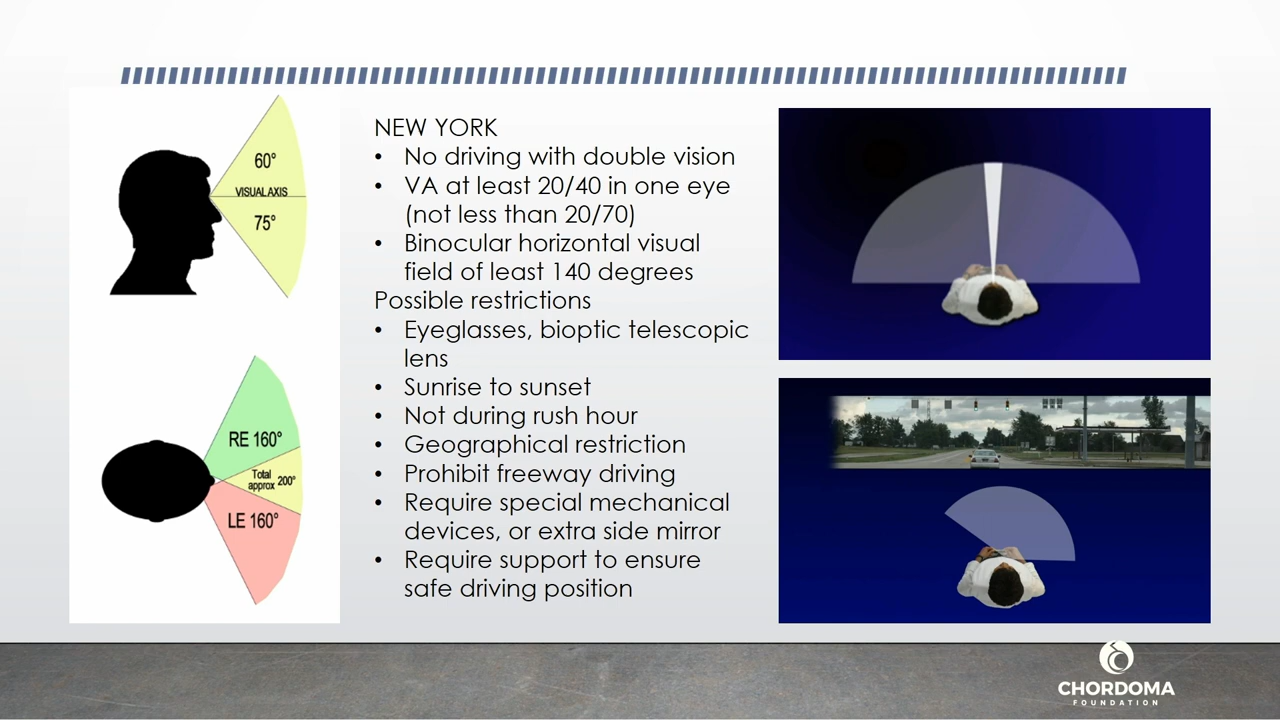 60°
VISUAL AXIS
75°
RE 160°
Total
approx 200°
LE 160°
NEW YORK
• No driving with double vision
• VA at least 20/40 in one eye
(not less than 20/70)
• Binocular horizontal visual
field of least 140 degrees
Possible restrictions
• Eyeglasses, bioptic telescopic
lens
• Sunrise to sunset
• Not during rush hour
• Geographical restriction
• Prohibit freeway driving
• Require special mechanical
devices, or extra side mirror
• Require support to ensure
safe driving position
CHORDOMA
FOUNDATION